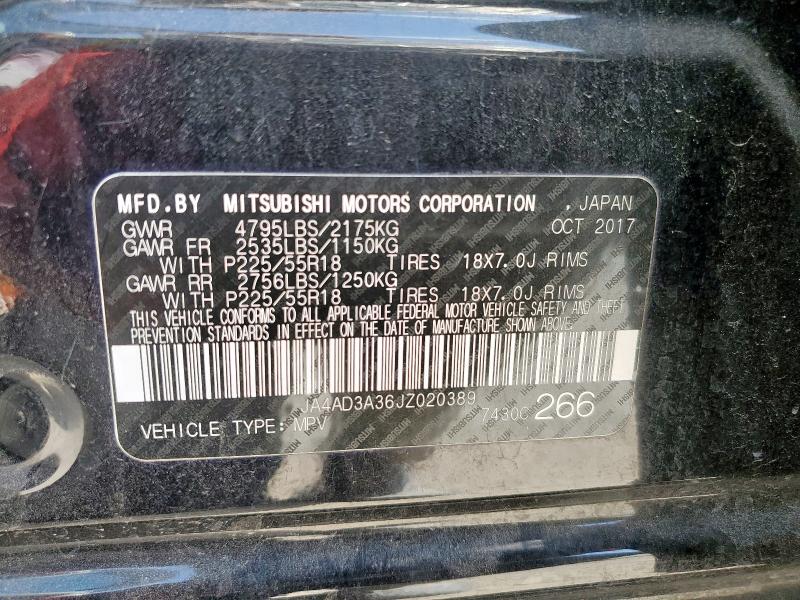 MFD.BY MITSUBISHI MOTORS CORPORATION , JAPAN
GVWR 4795LBS/2175KG OCT 2017
GAWR FR 2535LBS/1150KG
WITH P225/55R18 TIRES 18X7.0J RIMS
GAWR RR 2756LBS/1250KG
WITH P225/55R18 TIRES 18X7.0J RIMS
THIS VEHICLE CONFORMS TO ALL APPLICABLE FEDERAL MOTOR VEHICLE SAFETY AND THEFT
PREVENTION STANDARDS IN EFFECT ON THE DATE OF MANUFACTURE SHOWN ABOVE.
JA4AD3A36JZ020389
7430C 266
VEHICLE TYPE: MPV